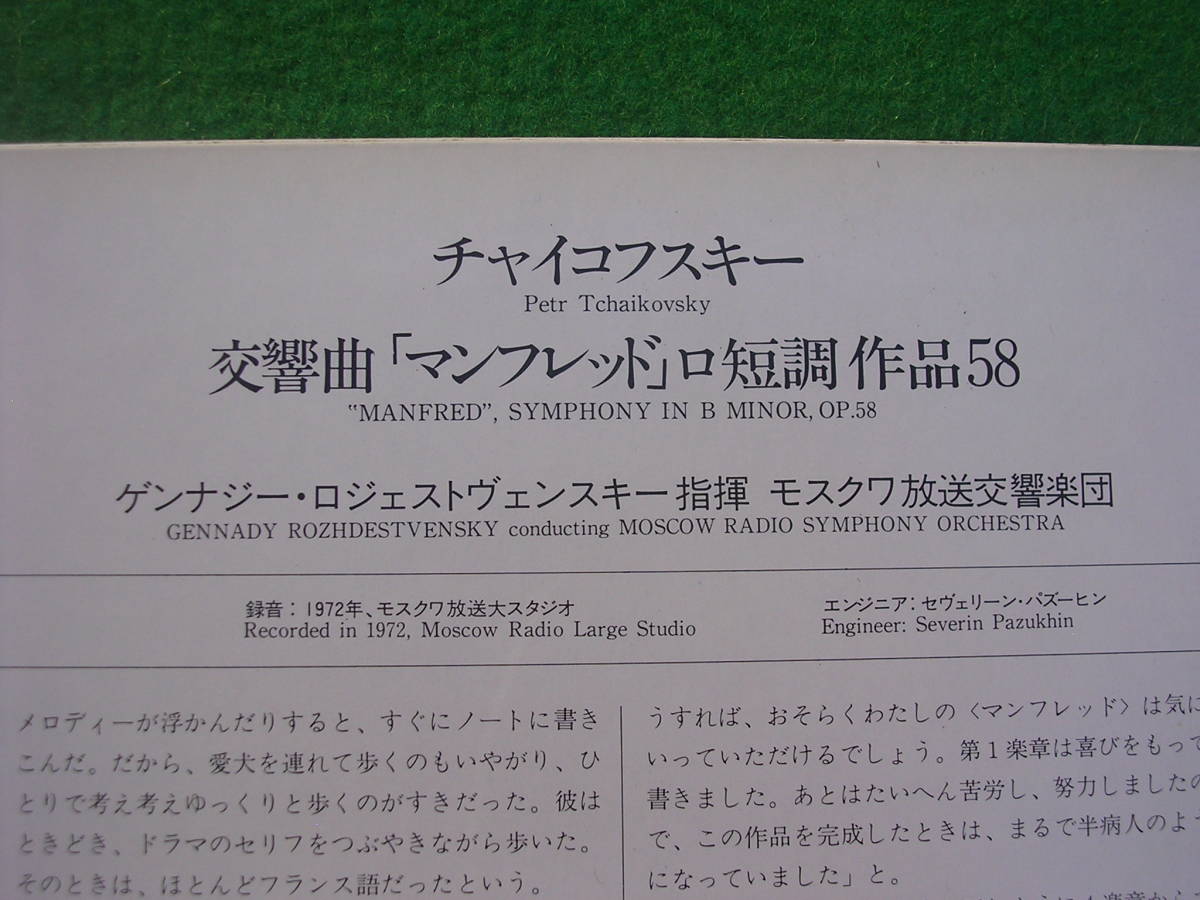 チャイコフスキー
Petr Tchaikovsky
交響曲「マンフレッド」ロ短調 作品58
"MANFRED", SYMPHONY IN B MINOR, OP.58
ゲンナジー・ロジェストヴェンスキー指揮 モスクワ放送交響楽団
GENNADY ROZHDESTVENSKY conducting MOSCOW RADIO SYMPHONY ORCHESTRA
録音：1972年、モスクワ放送大スタジオ
Recorded in 1972, Moscow Radio Large Studio
エンジニア：セヴェリーン・パズーヒン
Engineer: Severin Pazukhin
メロディーが浮かんだりすると、すぐにノートに書き
こんだ。だから、愛犬を連れて歩くのもいやがり、ひ
とりで考え考えゆっくりと歩くのがすきだった。彼は
ときどき、ドラマのセリフをつぶやきながら歩いた。
そのときは、ほとんどフランス語だったという。
うすれば、おそらくわたしの〈マンフレッド〉は気に
いっていただけるでしょう。第1楽章は喜びをもって
書きました。あとはたいへん苦労し、努力しましたの
で、この作品を完成したときは、まるで半病人のよう
になっていました」と。